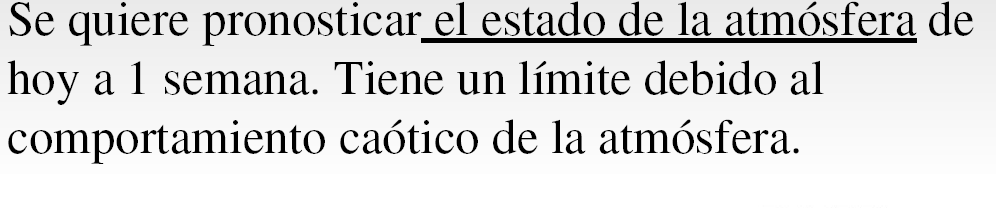 Se quiere pronosticar el estado de la atmósfera de
hoy a 1 semana. Tiene un límite debido al
comportamiento caótico de la atmósfera.